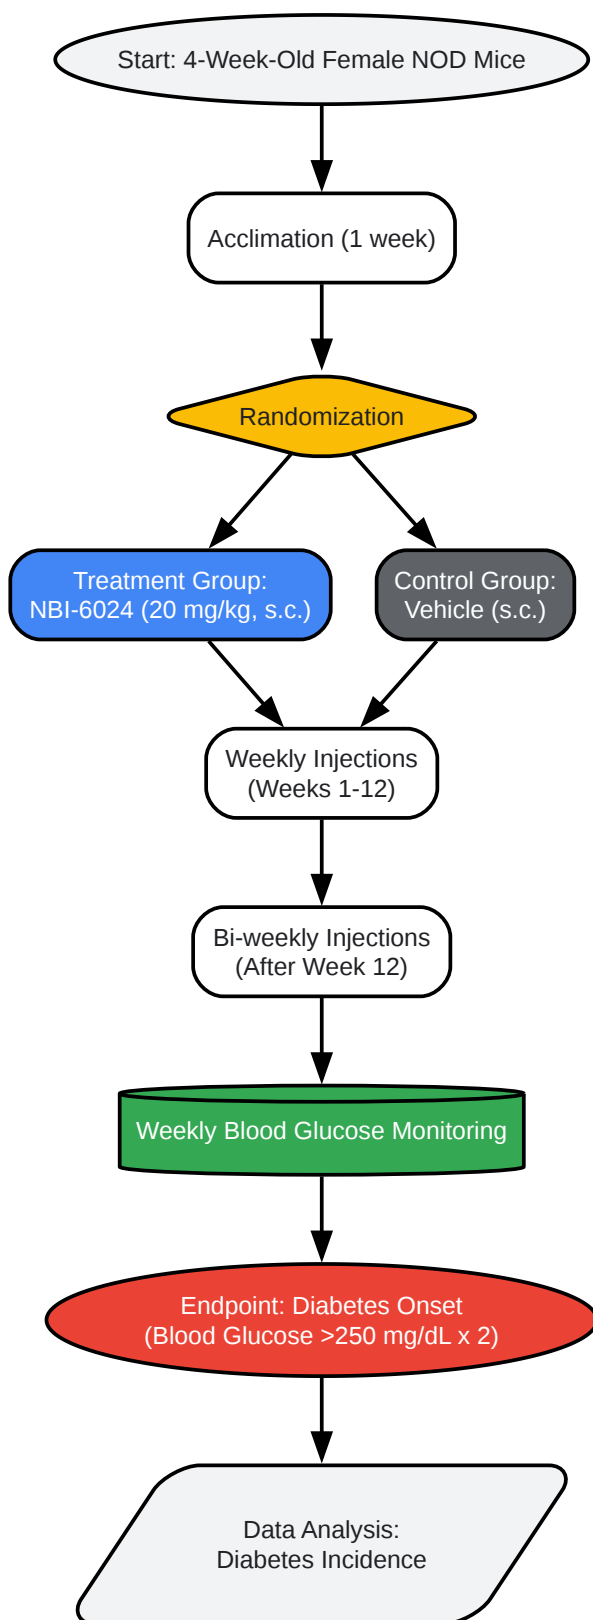 Start: 4-Week-Old Female NOD Mice
Acclimation (1 week)
Randomization
Treatment Group:
NBI-6024 (20 mg/kg, s.c.)
Control Group:
Vehicle (s.c.)
Weekly Injections
(Weeks 1-12)
Bi-weekly Injections
(After Week 12)
Weekly Blood Glucose Monitoring
Endpoint: Diabetes Onset
(Blood Glucose >250 mg/dL x 2)
Data Analysis:
Diabetes Incidence